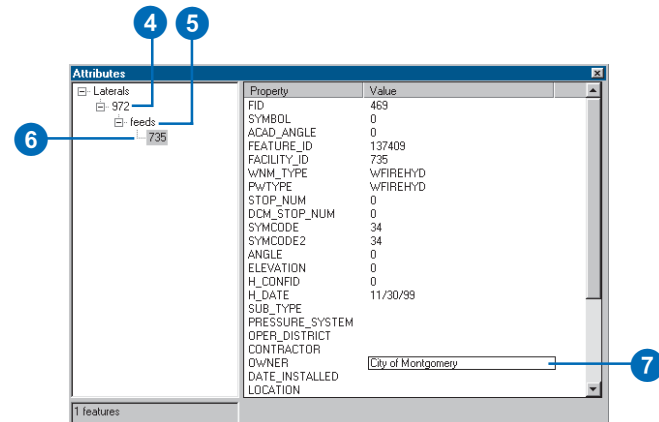 4 5
Attributes
Laterals
972
feeds
6 735
Property Value
FID 469
SYMBOL 0
ACAD_ANGLE 0
FEATURE_ID 137409
FACILITY_ID 735
WNM_TYPE WFIREHYD
PWTYPE WFIREHYD
STOP_NUM 0
DCM_STOP_NUM 0
SYMCODE 34
SYMCODE2 34
ANGLE 0
ELEVATION 0
H_CONFID 0
H_DATE 11/30/99
SUB_TYPE
PRESSURE_SYSTEM
OPER_DISTRICT
CONTRACTOR
OWNER City of Montgomery 7
DATE_INSTALLED
LOCATION
1 features